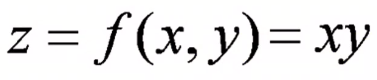 z = f(x, y) = xy